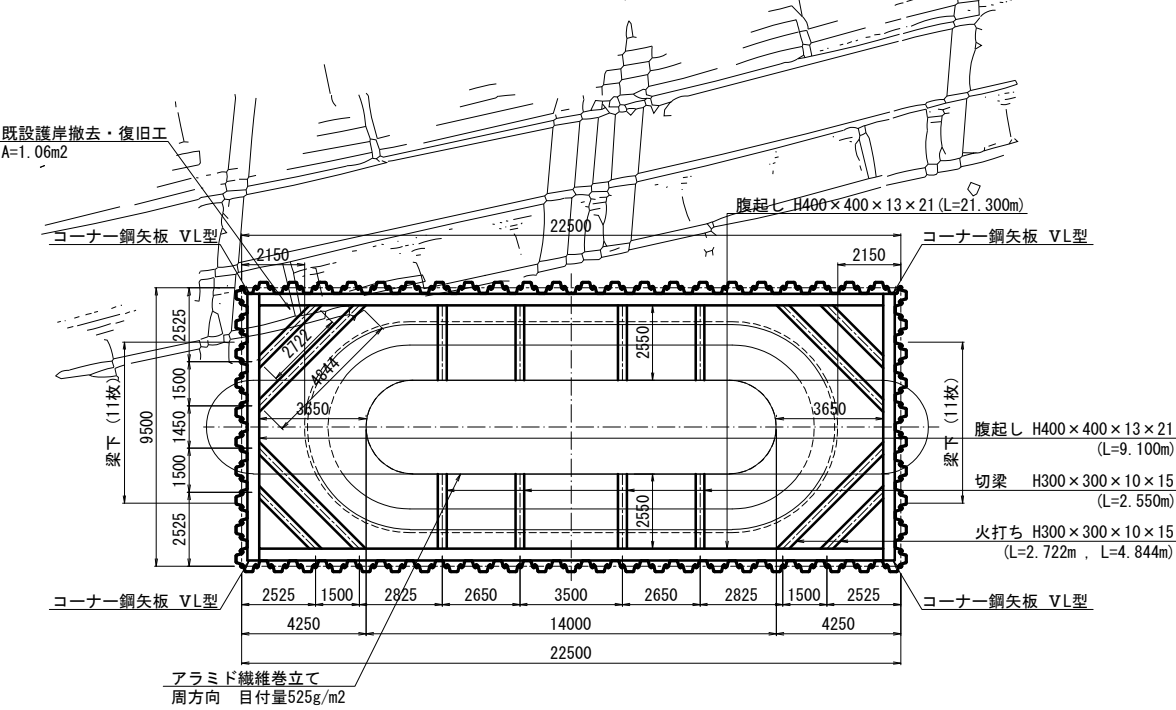 既設護岸撤去・復旧工
A=1.06m2
腹起し H400×400×13×21(L=21.300m)
22500
コーナー鋼矢板 ⅤL型
コーナー鋼矢板 ⅤL型
2150
2150
2525
1500
1450
1500
2525
9500
梁下 (11枚)
2722
4844
3650
2550
3650
2550
梁下 (11枚)
腹起し H400×400×13×21
(L=9.100m)
切梁 H300×300×10×15
(L=2.550m)
火打ち H300×300×10×15
(L=2.722m , L=4.844m)
コーナー鋼矢板 ⅤL型
コーナー鋼矢板 ⅤL型
2525 1500 2825 2650 3500 2650 2825 1500 2525
4250 14000 4250
22500
アラミド繊維巻立て
周方向 目付量525g/m2